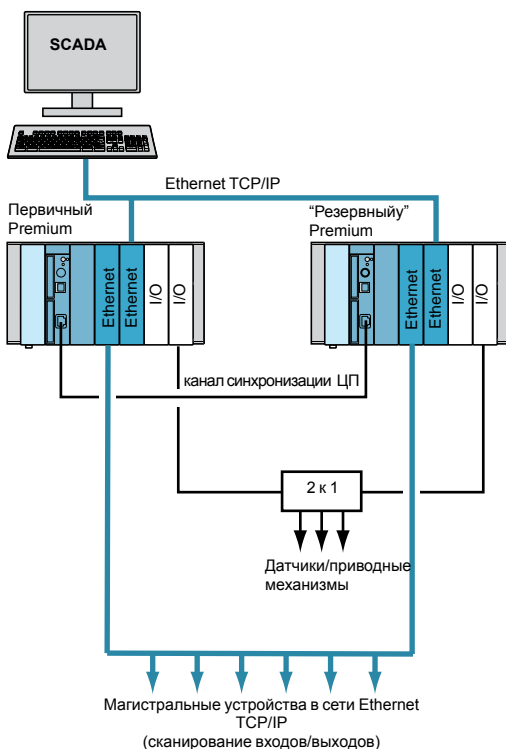 SCADA
Ethernet TCP/IP
Первичный
Premium
“Резервныйу”
Premium
Ethernet
Ethernet
I/O
I/O
Ethernet
Ethernet
I/O
I/O
канал синхронизации ЦП
2 к 1
Датчики/приводные
механизмы
Магистральные устройства в сети Ethernet
TCP/IP
(сканирование входов/выходов)